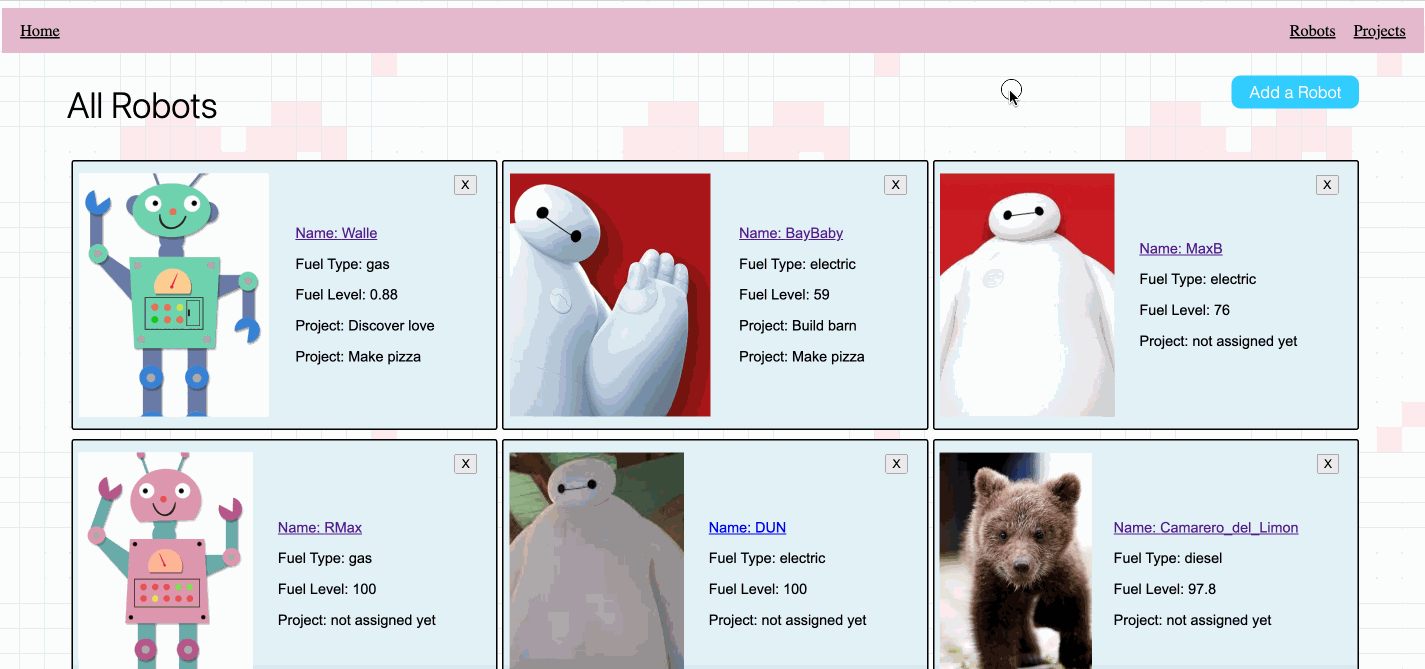 Home
Robots
Projects
All Robots
Add a Robot
X
Name: Walle
Fuel Type: gas
Fuel Level: 0.88
Project: Discover love
Project: Make pizza
X
Name: BayBaby
Fuel Type: electric
Fuel Level: 59
Project: Build barn
Project: Make pizza
X
Name: MaxB
Fuel Type: electric
Fuel Level: 76
Project: not assigned yet
X
Name: RMax
Fuel Type: gas
Fuel Level: 100
Project: not assigned yet
X
Name: DUN
Fuel Type: electric
Fuel Level: 100
Project: not assigned yet
X
Name: Camarero_del_Limon
Fuel Type: diesel
Fuel Level: 97.8
Project: not assigned yet